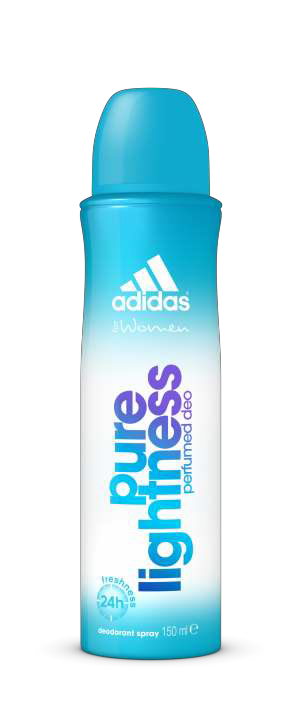 adidas
for Women
pure
lightness
perfumed deo
freshness
24h
deodorant spray 150 ml ℮